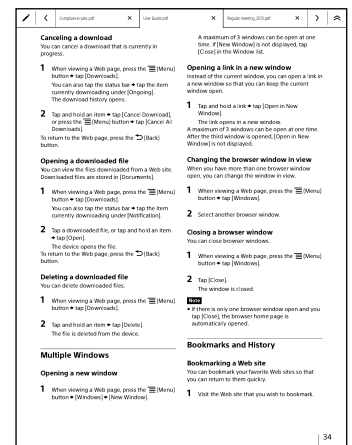 Compliance rules.pdf
User Guide.pdf
Regular meeting_2013.pdf
Canceling a download
You can cancel a download that is currently in
progress.
1 When viewing a Web page, press the [Menu]
button tap [Downloads].
You can also tap the status bar tap the item
currently underloading under [Ongoing].
The download history opens.
2 Tap and hold an item tap [Cancel Download],
or press the [Menu] button tap [Cancel All
Downloads].
To return to the Web page, press the [Back]
button.
Opening a downloaded file
You can view the files downloaded from a Web site.
Downloaded files are stored in [Documents].
1 When viewing a Web page, press the [Menu]
button tap [Downloads].
You can also tap the status bar tap the item
currently underloading under [Notification].
2 Tap a downloaded file, or tap and hold an item
tap [Open].
The device opens the file.
To return to the Web page, press the [Back]
button.
Deleting a downloaded file
You can delete downloaded files.
1 When viewing a Web page, press the [Menu]
button tap [Downloads].
2 Tap and hold an item tap [Delete].
The file is deleted from the device.
Multiple Windows
Opening a new window
1 When viewing a Web page, press the [Menu]
button [Windows] [New Window].
A maximum of 3 windows can be open at one
time. If [New Window] is not displayed, tap
[Close] in the Window list.
Opening a link in a new window
Instead of the current window, you can open a link in
a new window so that you can keep the current
window open.
1 Tap and hold a link tap [Open in New
Window].
The link opens in a new window.
A maximum of 3 windows can be open at one time.
After the third window is opened, [Open in New
Window] is not displayed.
Changing the browser window in view
When you have more than one browser window
open, you can change the window in view.
1 When viewing a Web page, press the [Menu]
button tap [Windows].
2 Select another browser window.
Closing a browser window
You can close browser windows.
1 When viewing a Web page, press the [Menu]
button tap [Windows].
2 Tap [Close].
The window is closed.
Note
• If there is only one browser window open and you
tap [Close], the browser home page is
automatically opened.
Bookmarks and History
Bookmarking a Web site
You can bookmark your favorite Web sites so that
you can return to them quickly.
1 Visit the Web site that you wish to bookmark.
34